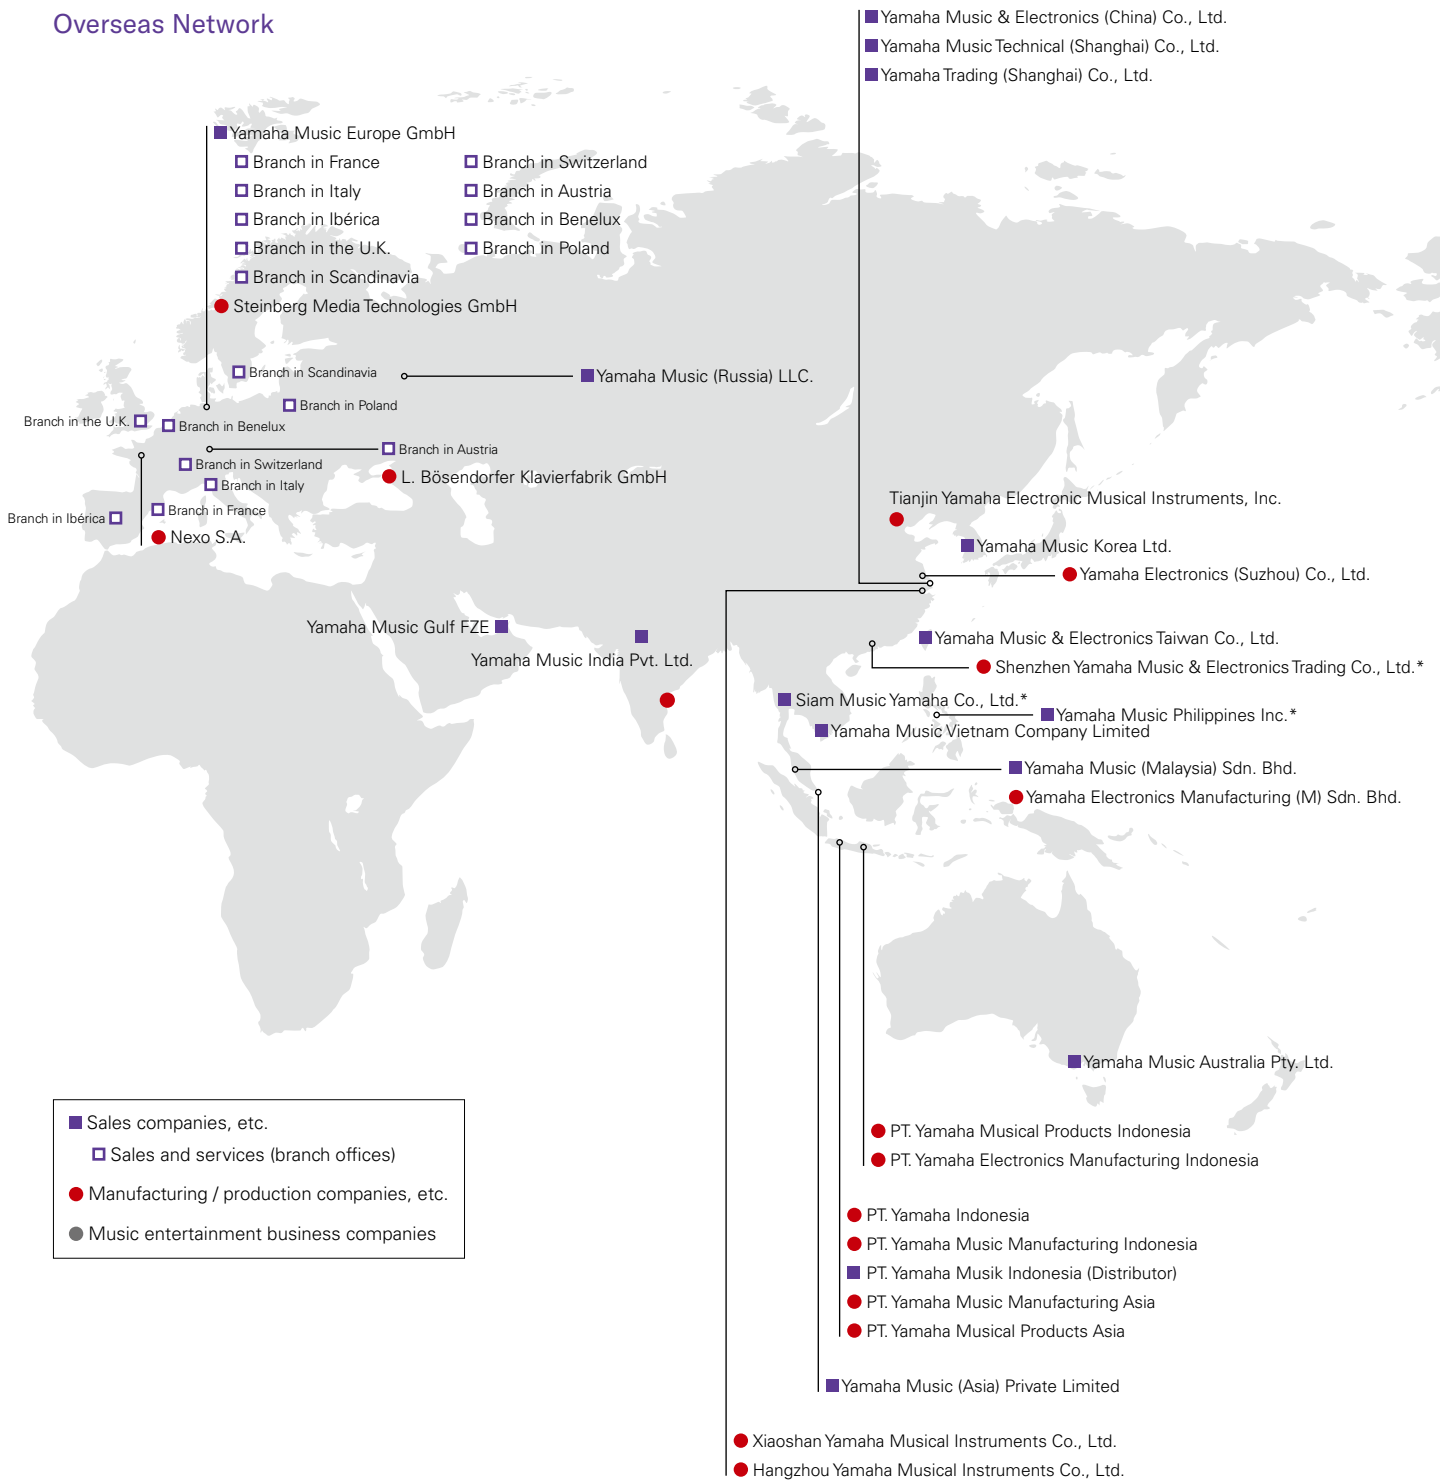 Overseas Network
Yamaha Music & Electronics (China) Co., Ltd.
Yamaha Music Technical (Shanghai) Co., Ltd.
Yamaha Trading (Shanghai) Co., Ltd.
Yamaha Music Europe GmbH
Branch in France
Branch in Switzerland
Branch in Italy
Branch in Austria
Branch in Ibérica
Branch in Benelux
Branch in the U.K.
Branch in Poland
Branch in Scandinavia
Steinberg Media Technologies GmbH
Branch in Scandinavia
Yamaha Music (Russia) LLC.
Branch in Poland
Branch in the U.K.
Branch in Benelux
Branch in Austria
Branch in Switzerland
L. Bösendorfer Klavierfabrik GmbH
Branch in Italy
Branch in France
Branch in Ibérica
Nexo S.A.
Tianjin Yamaha Electronic Musical Instruments, Inc.
Yamaha Music Korea Ltd.
Yamaha Electronics (Suzhou) Co., Ltd.
Yamaha Music Gulf FZE
Yamaha Music India Pvt. Ltd.
Yamaha Music & Electronics Taiwan Co., Ltd.
Shenzhen Yamaha Music & Electronics Trading Co., Ltd.*
Siam Music Yamaha Co., Ltd.*
Yamaha Music Philippines Inc.*
Yamaha Music Vietnam Company Limited
Yamaha Music (Malaysia) Sdn. Bhd.
Yamaha Electronics Manufacturing (M) Sdn. Bhd.
Yamaha Music Australia Pty. Ltd.
Sales companies, etc.
Sales and services (branch offices)
Manufacturing / production companies, etc.
Music entertainment business companies
PT. Yamaha Musical Products Indonesia
PT. Yamaha Electronics Manufacturing Indonesia
PT. Yamaha Indonesia
PT. Yamaha Music Manufacturing Indonesia
PT. Yamaha Musik Indonesia (Distributor)
PT. Yamaha Music Manufacturing Asia
PT. Yamaha Musical Products Asia
Yamaha Music (Asia) Private Limited
Xiaoshan Yamaha Musical Instruments Co., Ltd.
Hangzhou Yamaha Musical Instruments Co., Ltd.